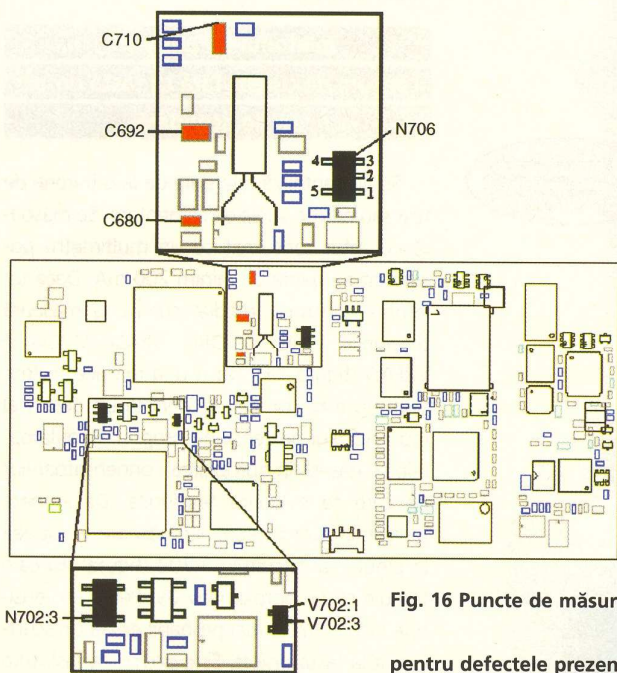 C710
C692
N706
4
3
2
5
1
C680
1
N702:3
V702:1
V702:3
Fig. 16 Puncte de măsur
pentru defectele prezen